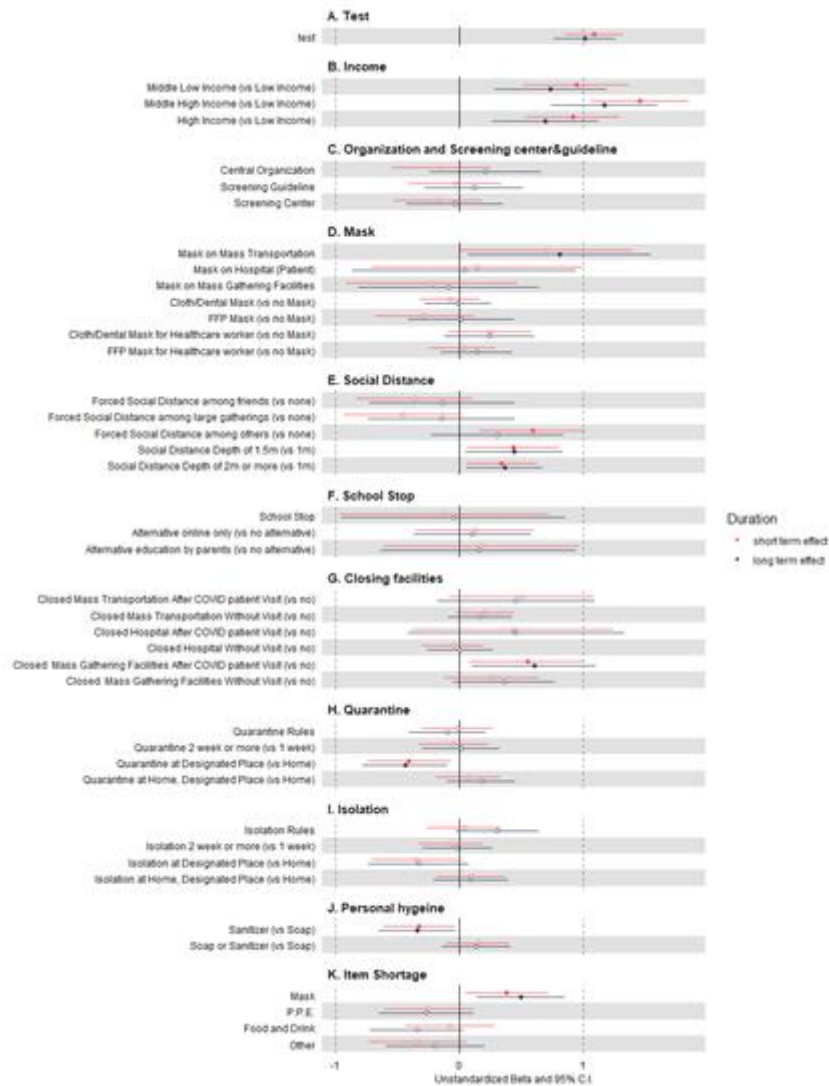 A. Test
test
B. Income
Middle Low Income (vs Low Income)
Middle High Income (vs Low Income)
High Income (vs Low Income)
C. Organization and Screening center&guideline
Central Organization
Screening Guideline
Screening Center
D. Mask
Mask on Mass Transportation
Mask on Hospital (Patient)
Mask on Mass Gathering Facilities
Cloth/Dental Mask (vs no Mask)
FFP Mask (vs no Mask)
Cloth/Dental Mask for Healthcare worker (vs no Mask)
FFP Mask for Healthcare worker (vs no Mask)
E. Social Distance
Forced Social Distance among friends (vs none)
Forced Social Distance among large gatherings (vs none)
Forced Social Distance among others (vs none)
Social Distance Depth of 1.5m (vs 1m)
Social Distance Depth of 2m or more (vs 1m)
F. School Stop
School Stop
Alternative online only (vs no alternative)
Alternative education by parents (vs no alternative)
Duration
short term effect
long term effect
G. Closing facilities
Closed Mass Transportation After COVID patient Visit (vs no)
Closed Mass Transportation Without Visit (vs no)
Closed Hospital After COVID patient Visit (vs no)
Closed Hospital Without Visit (vs no)
Closed Mass Gathering Facilities After COVID patient Visit (vs no)
Closed Mass Gathering Facilities Without Visit (vs no)
H. Quarantine
Quarantine Rules
Quarantine 2 week or more (vs 1 week)
Quarantine at Designated Place (vs Home)
Quarantine at Home, Designated Place (vs Home)
I. Isolation
Isolation Rules
Isolation 2 week or more (vs 1 week)
Isolation at Designated Place (vs Home)
Isolation at Home, Designated Place (vs Home)
J. Personal hygeine
Sanitizer (vs Soap)
Soap or Sanitizer (vs Soap)
K. Item Shortage
Mask
P.P.E
Food and Drink
Other
-1 0 1
Unstandardized Beta and 95% C.I.